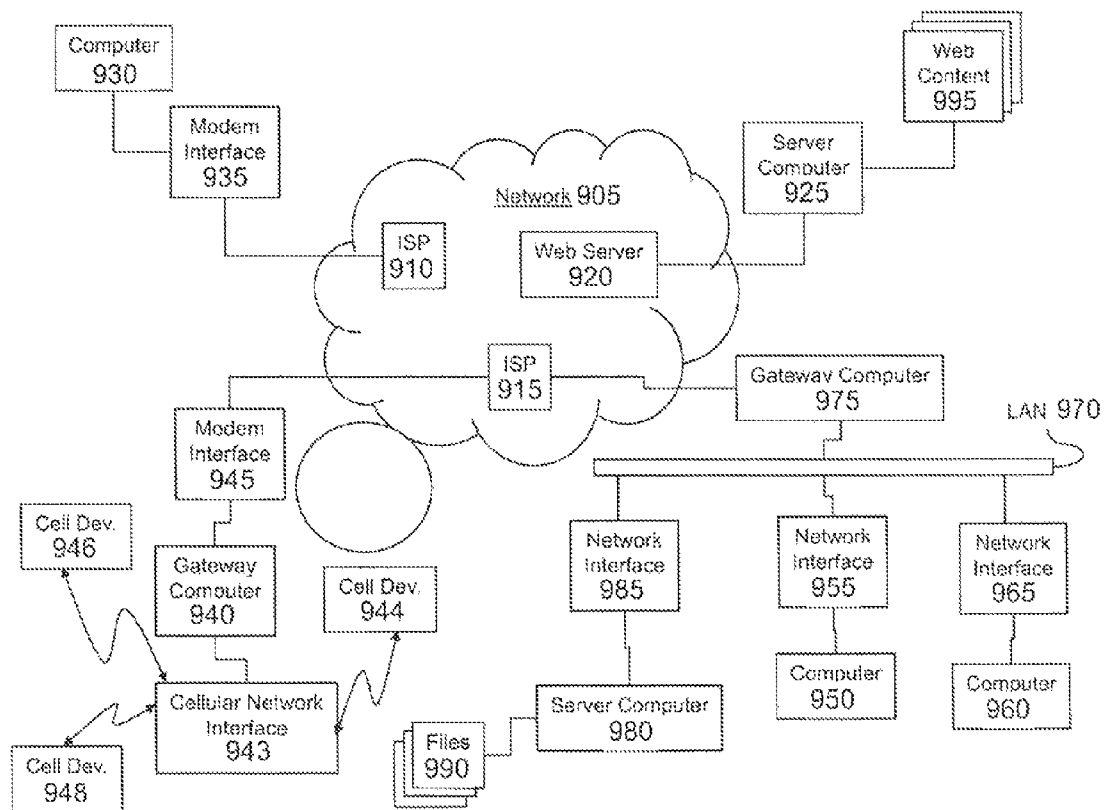 Computer
930
Modem
Interface
935
Web
Content
995
Server
Computer
925
Network 905
ISP
910
Web Server
920
ISP
915
Gateway Computer
975
LAN 970
Modem
Interface
945
Cell Dev.
946
Gateway
Computer
940
Cell Dev.
944
Network
Interface
985
Network
Interface
955
Network
Interface
965
Cellular Network
Interface
943
Cell Dev.
948
Files
990
Server Computer
980
Computer
950
Computer
960